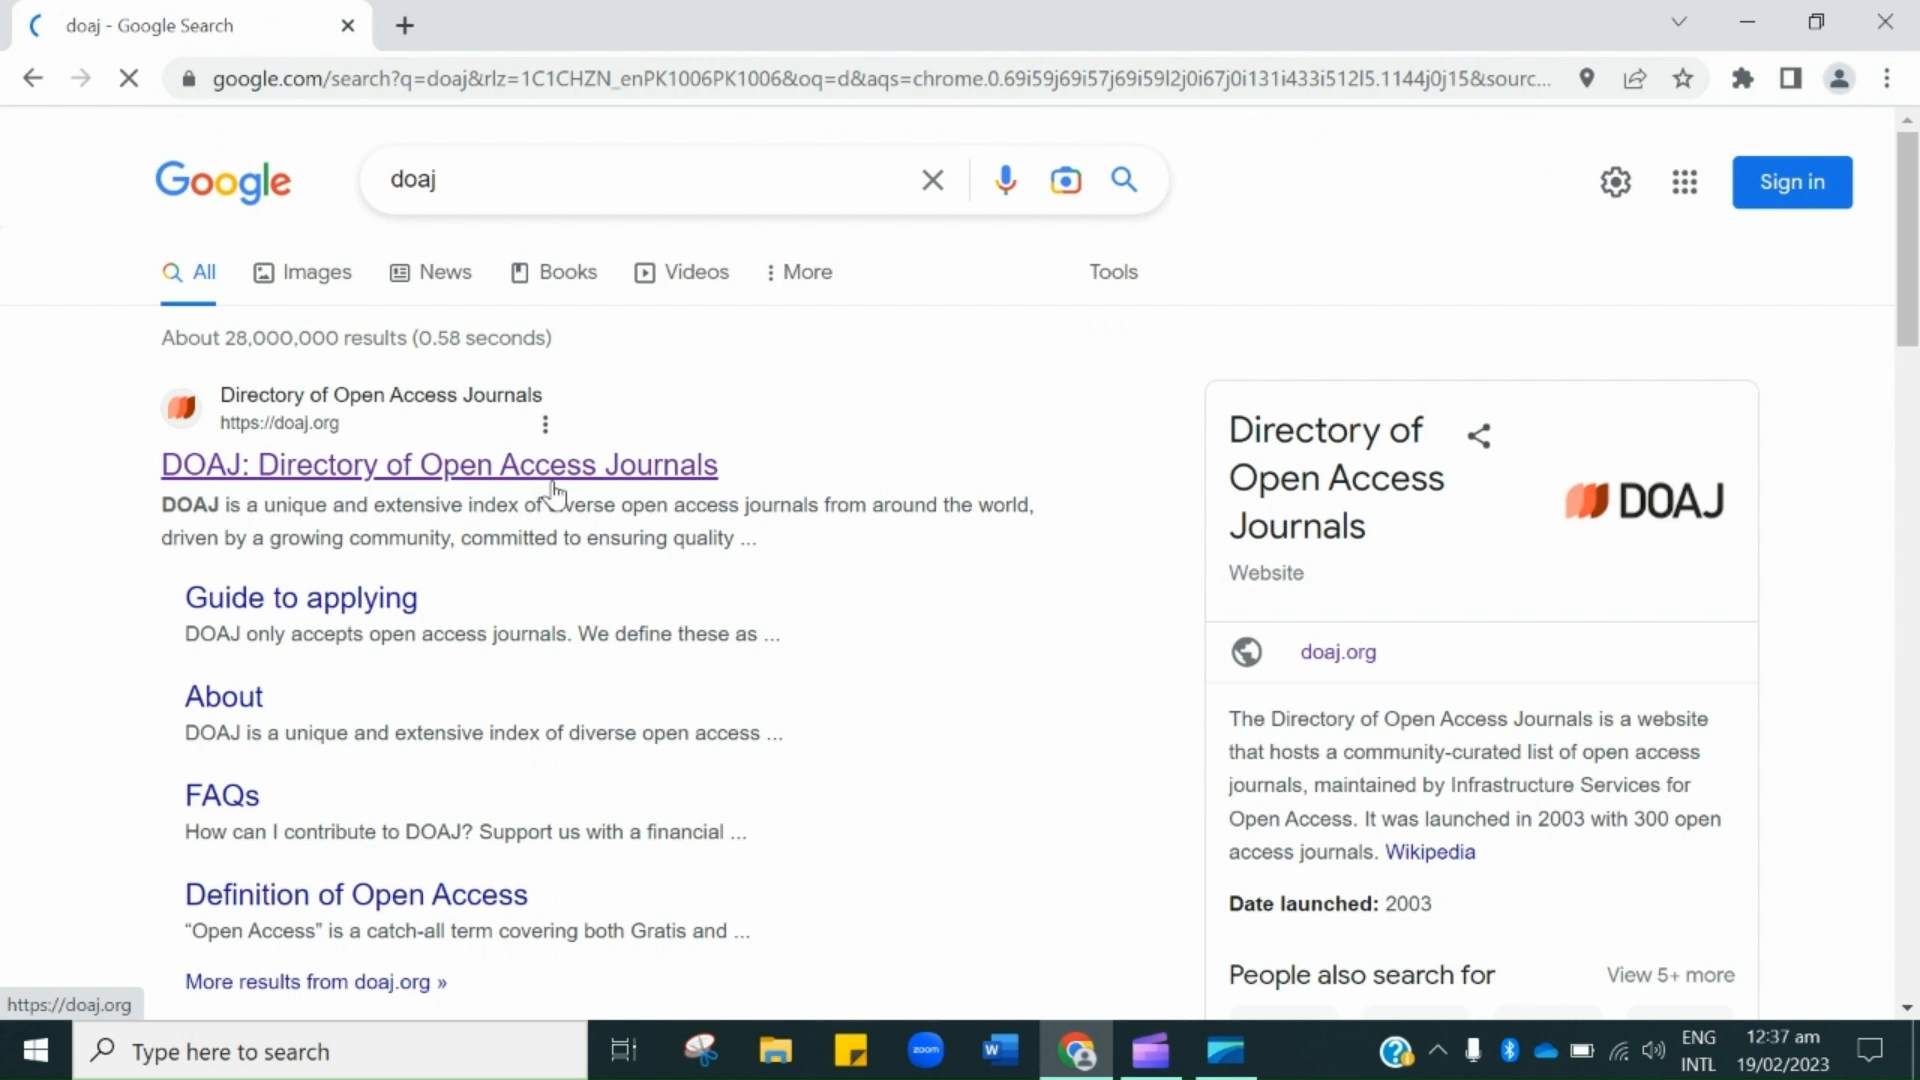 doaj - Google Search
google.com/search?q=doaj&rlz=1C1CHZN_enPK1006PK1006&oq=d&aqs=chrome.0.69i59j69i57j69i59l2j0i67j0i131i433i512l5.1144j0j15&sourc...
Google
doaj
Sign in
All
Images
News
Books
Videos
More
Tools
About 28,000,000 results (0.58 seconds)
Directory of Open Access Journals
https://doaj.org
DOAJ: Directory of Open Access Journals
DOAJ is a unique and extensive index of diverse open access journals from around the world,
driven by a growing community, committed to ensuring quality ...
Guide to applying
DOAJ only accepts open access journals. We define these as ...
About
DOAJ is a unique and extensive index of diverse open access ...
FAQs
How can I contribute to DOAJ? Support us with a financial ...
Definition of Open Access
“Open Access” is a catch-all term covering both Gratis and ...
More results from doaj.org »
Directory of
Open Access
Journals
DOAJ
Website
doaj.org
The Directory of Open Access Journals is a website
that hosts a community-curated list of open access
journals, maintained by Infrastructure Services for
Open Access. It was launched in 2003 with 300 open
access journals. Wikipedia
Date launched: 2003
People also search for
View 5+ more
https://doaj.org
Type here to search
zoom
W
ENG
INTL
12:37 am
19/02/2023